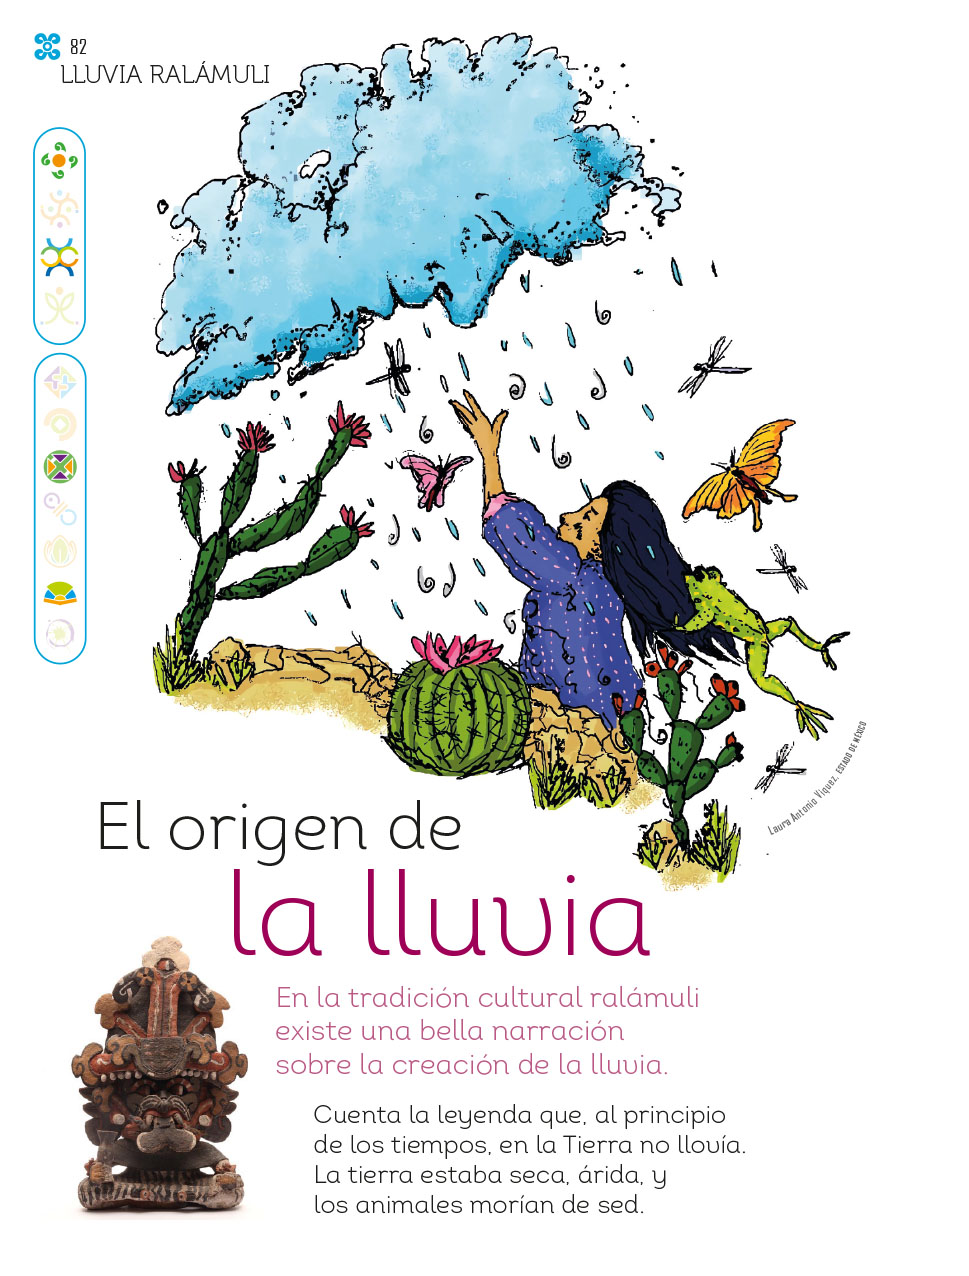 82
LLUVIA RALÁMULI
Laura Antonio Víquez, ESTADO DE MÉXICO
El origen de
la lluvia
En la tradición cultural ralámuli
existe una bella narración
sobre la creación de la lluvia.
Cuenta la leyenda que, al principio
de los tiempos, en la Tierra no llovía.
La tierra estaba seca, árida, y
los animales morían de sed.